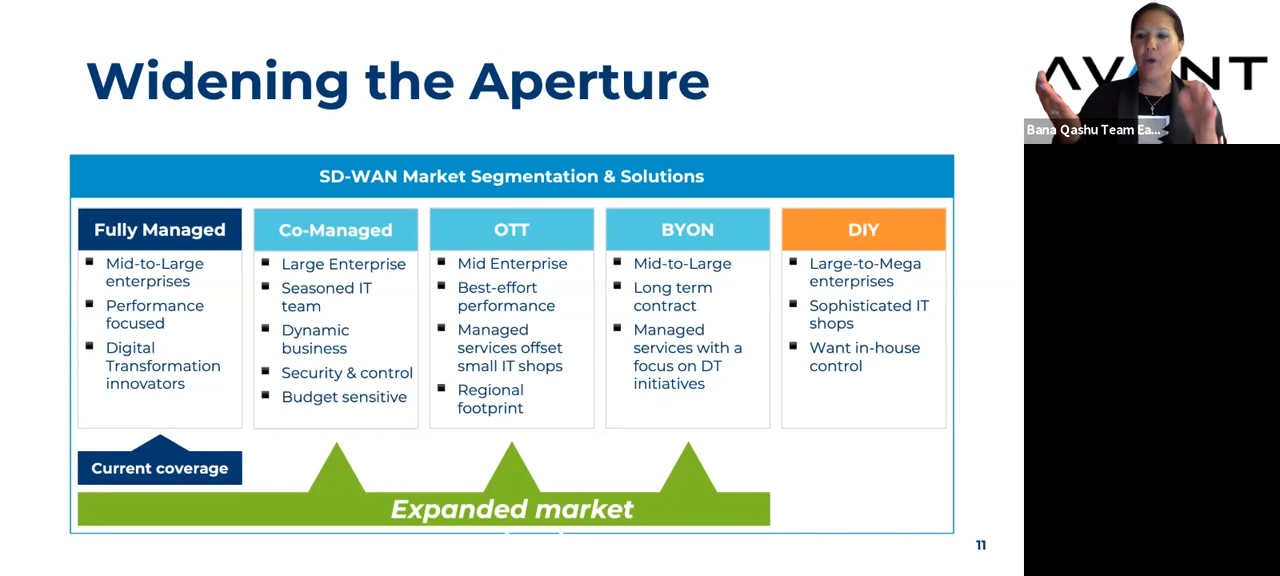 Widening the Aperture
AVANT
Bana Qashu Team Ea...
SD-WAN Market Segmentation & Solutions
Fully Managed
Mid-to-Large
enterprises
Performance
focused
Digital
Transformation
innovators
Co-Managed
Large Enterprise
Seasoned IT
team
Dynamic
business
Security & control
Budget sensitive
OTT
Mid Enterprise
Best-effort
performance
Managed
services offset
small IT shops
Regional
footprint
BYON
Mid-to-Large
Long term
contract
Managed
services with a
focus on DT
initiatives
DIY
Large-to-Mega
enterprises
Sophisticated IT
shops
Want in-house
control
Current coverage
Expanded market
11